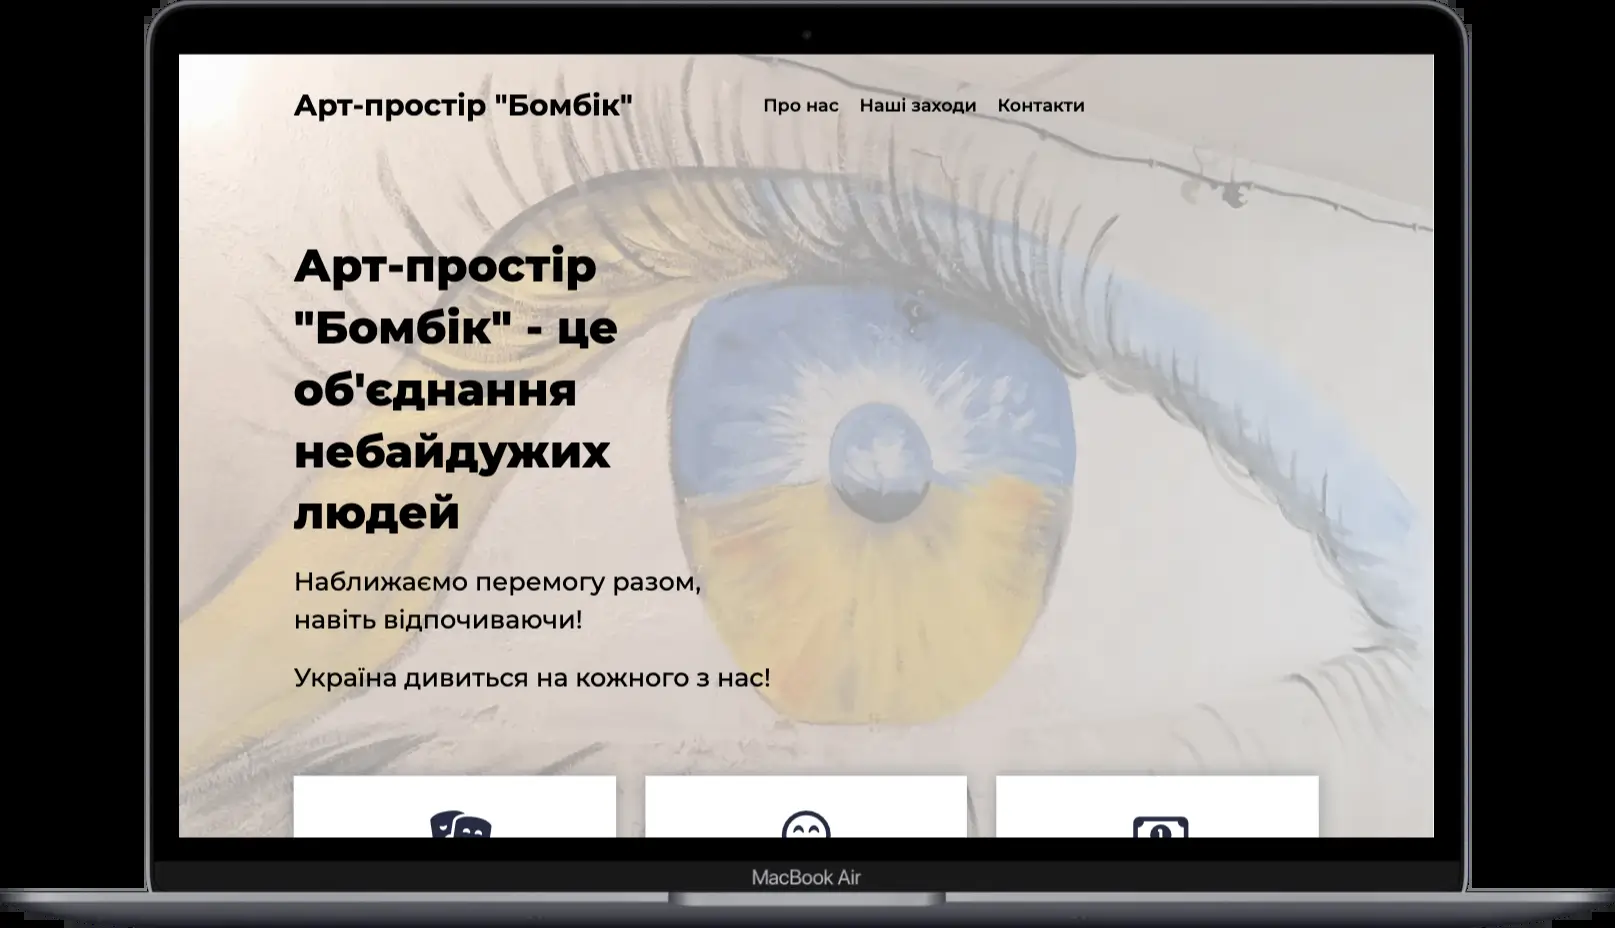 Арт-простір "Бомбік"
Про нас Наші заходи Контакти
Арт-простір
"Бомбік" - це
об'єднання
небайдужих
людей
Наближаємо перемогу разом,
навіть відпочиваючи!
Україна дивиться на кожного з нас!
MacBook Air